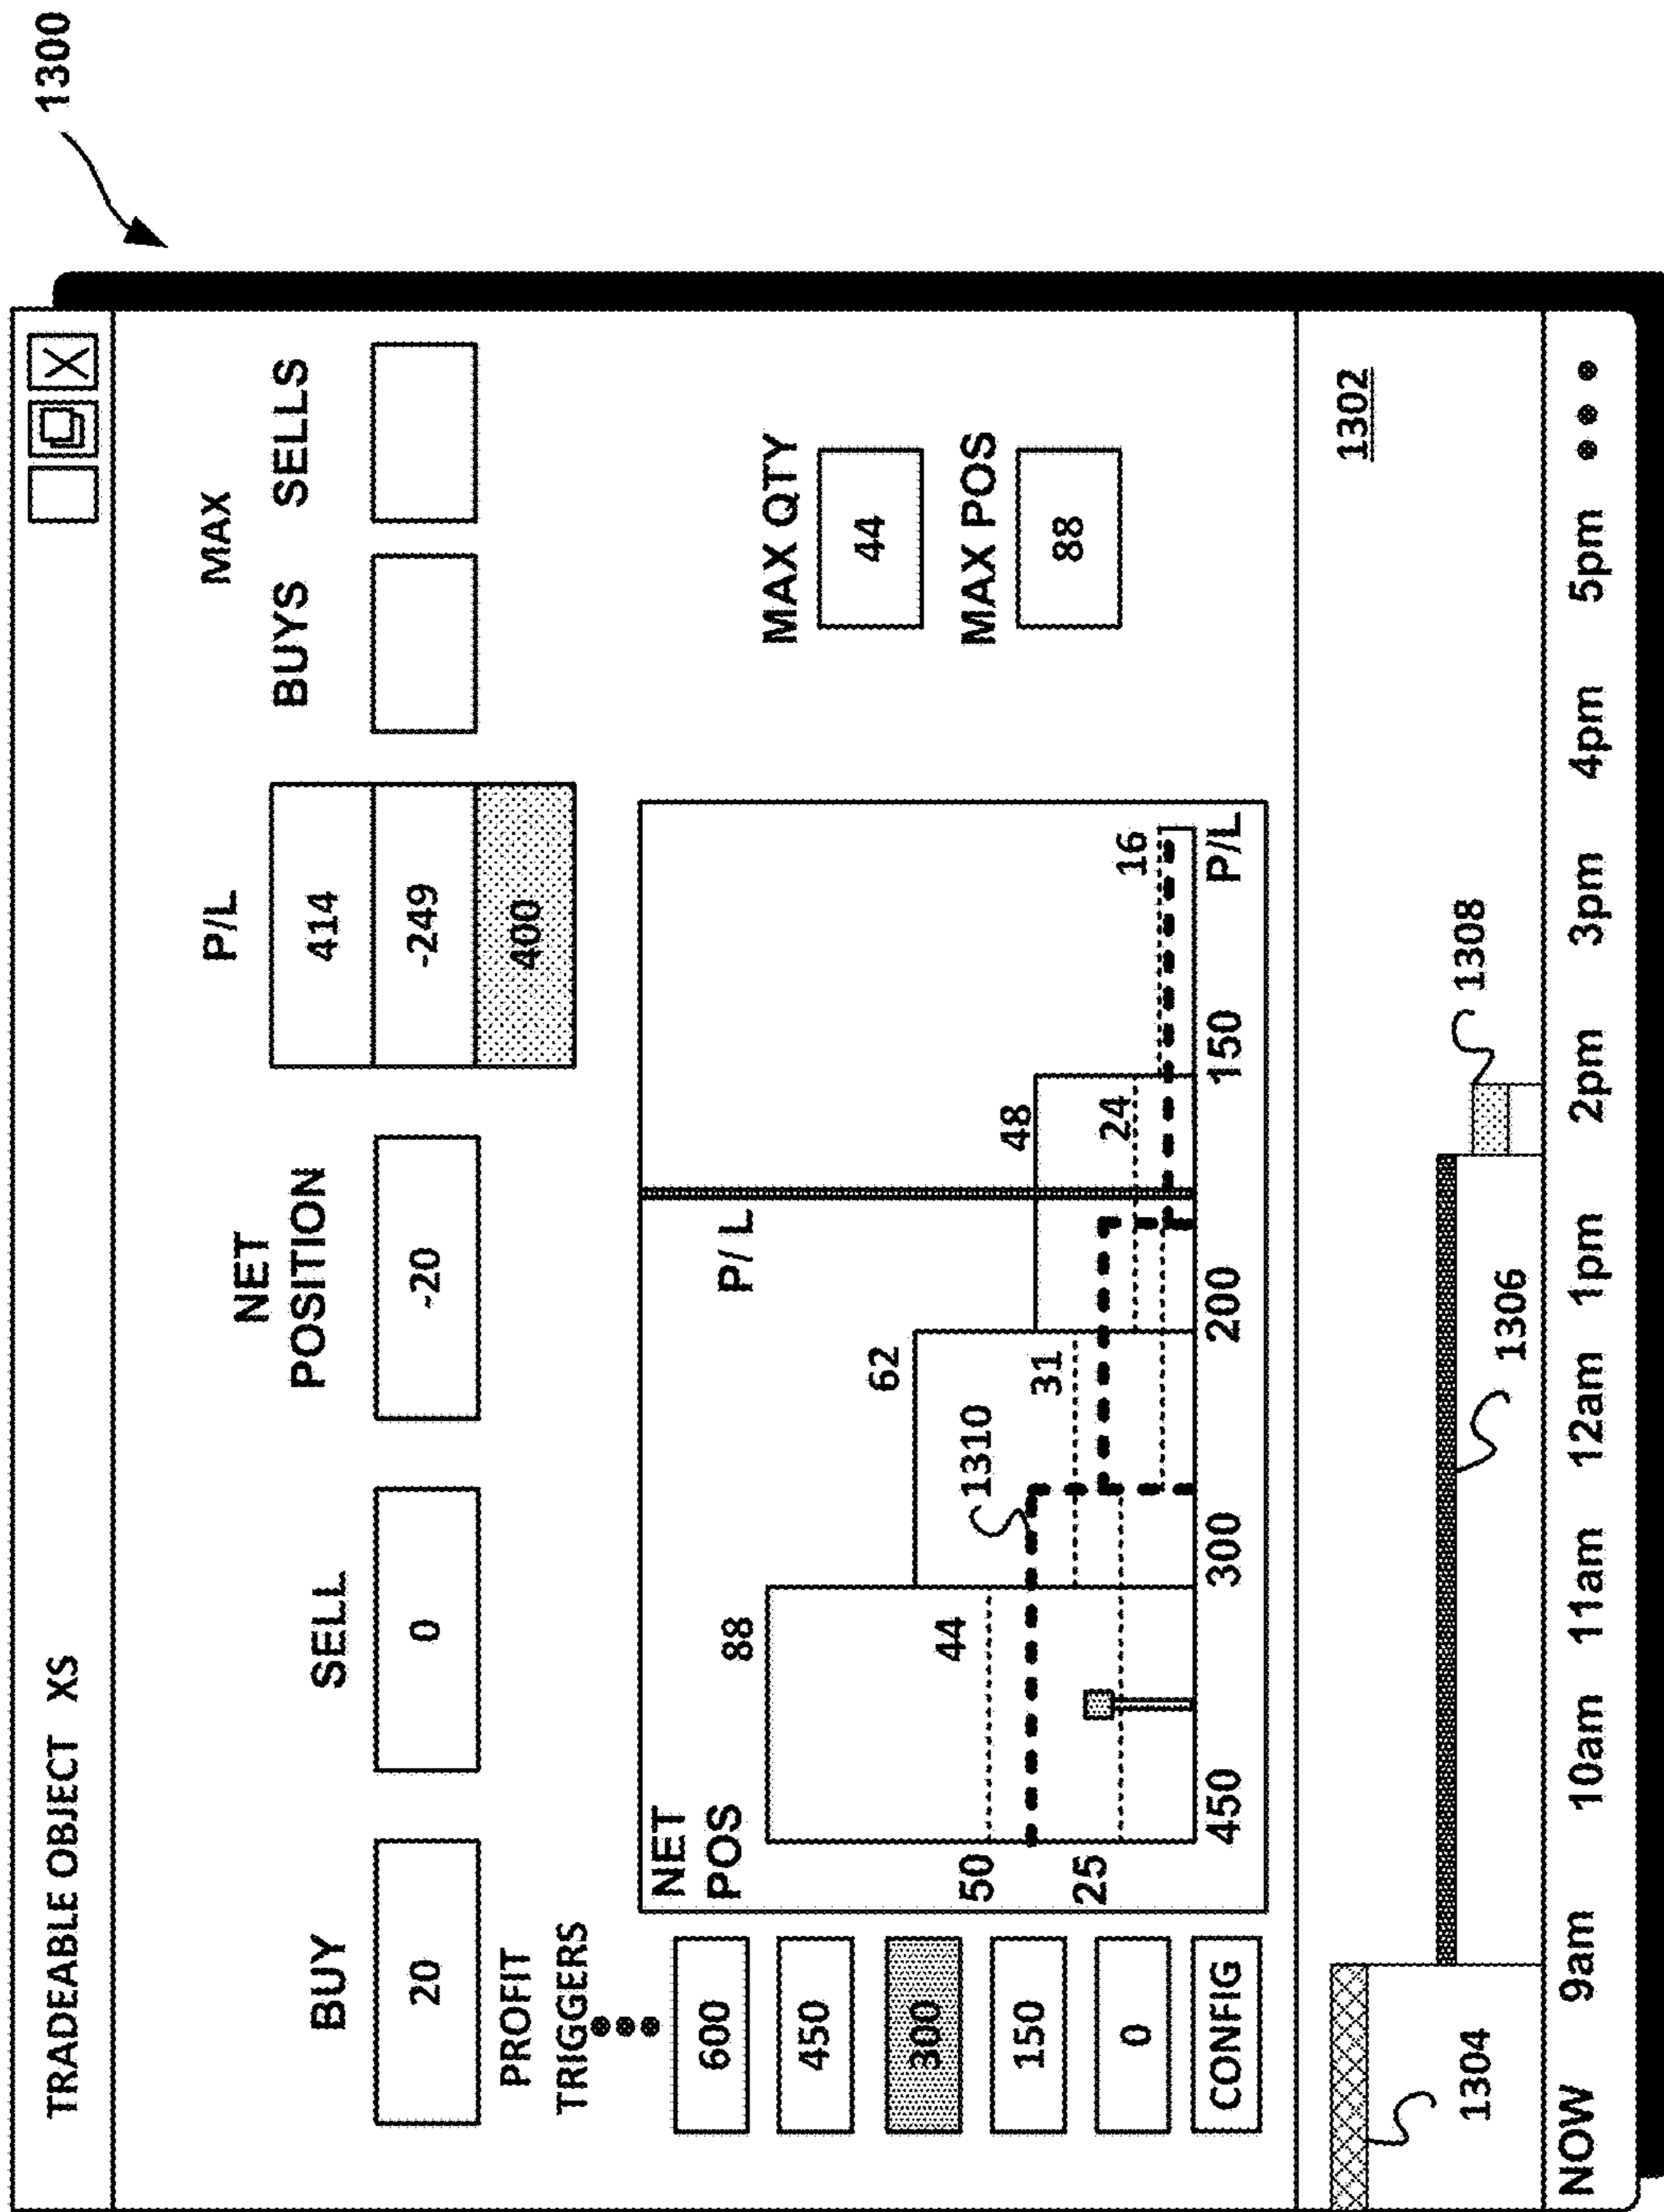 1300
TRADEABLE OBJECT XS
X
BUY
SELL
NET
POSITION
P/L
MAX
BUYS SELLS
20
0
-20
414
-249
400
PROFIT
TRIGGERS
600
450
300
150
0
CONFIG
NET
POS
50
25
88
44
62
31
1310
P/ L
48
24
16
450 300 200 150 P/L
MAX QTY
44
MAX POS
88
1302
1304
1306
1308
NOW 9am 10am 11am 12am 1pm 2pm 3pm 4pm 5pm